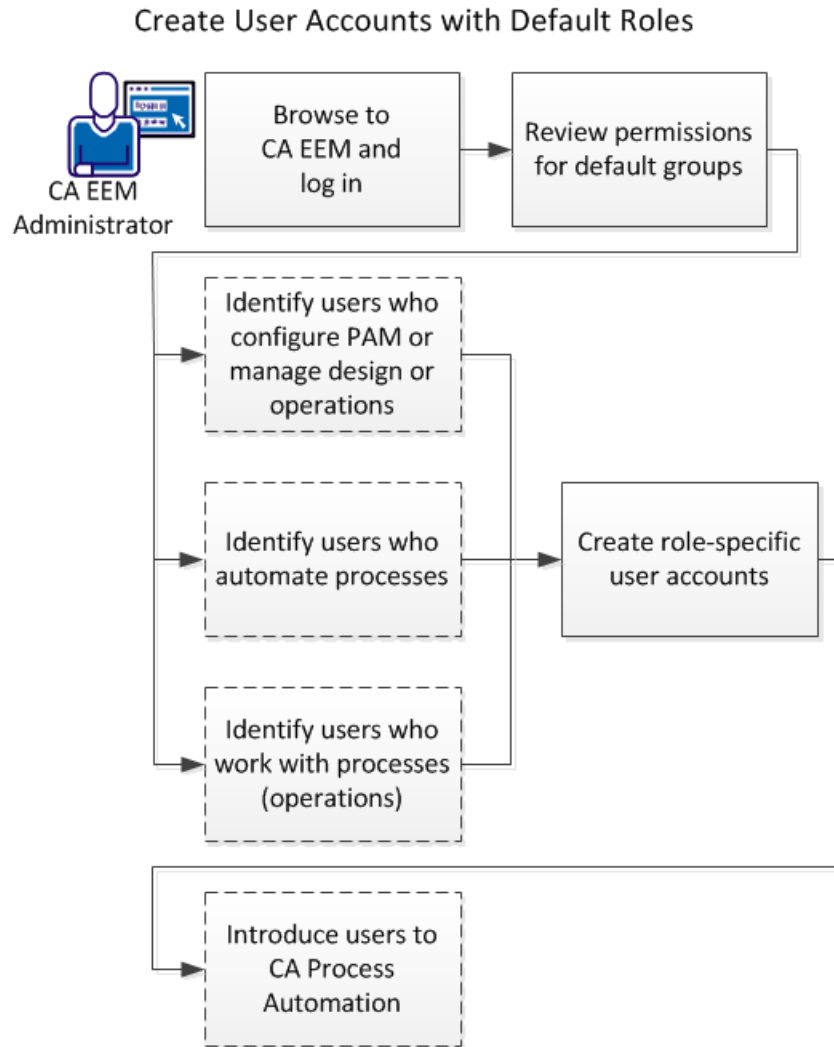 Create User Accounts with Default Roles
CA EEM
Administrator
Browse to
CA EEM and
log in
Review permissions
for default groups
Identify users who
configure PAM or
manage design or
operations
Identify users who
automate processes
Create role-specific
user accounts
Identify users who
work with processes
(operations)
Introduce users to
CA Process
Automation